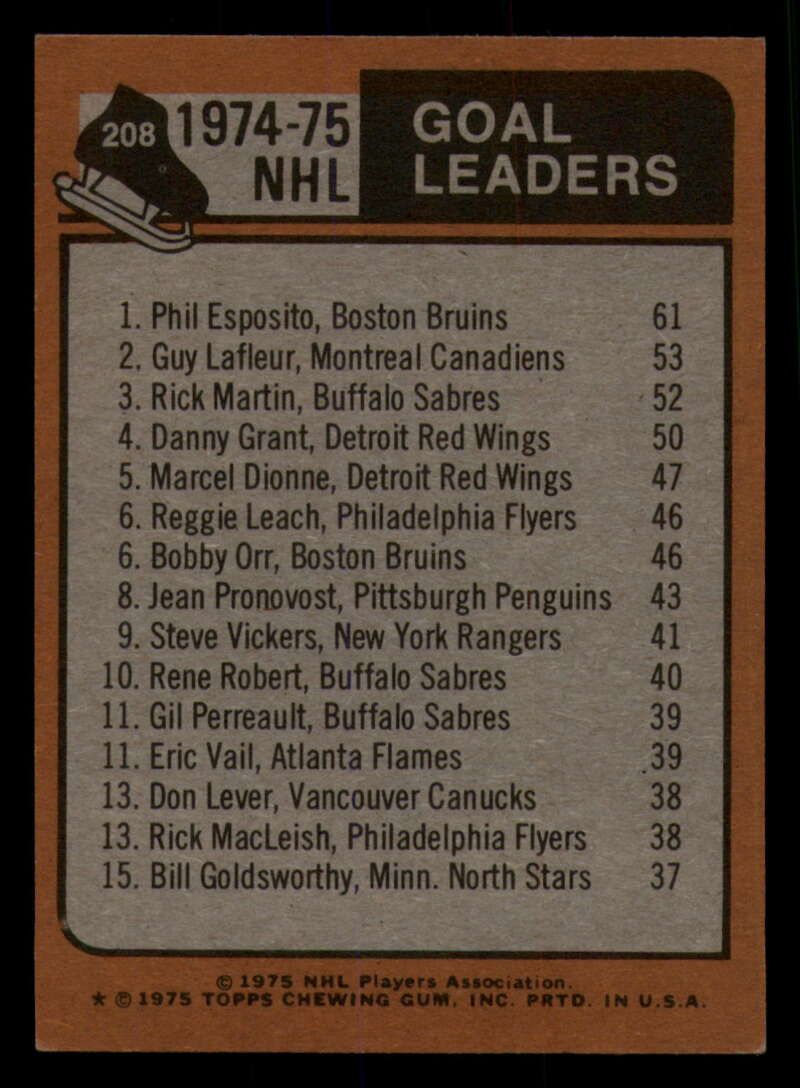 208 1974-75 NHL
GOAL
LEADERS
1. Phil Esposito, Boston Bruins 61
2. Guy Lafleur, Montreal Canadiens 53
3. Rick Martin, Buffalo Sabres 52
4. Danny Grant, Detroit Red Wings 50
5. Marcel Dionne, Detroit Red Wings 47
6. Reggie Leach, Philadelphia Flyers 46
6. Bobby Orr, Boston Bruins 46
8. Jean Pronovost, Pittsburgh Penguins 43
9. Steve Vickers, New York Rangers 41
10. Rene Robert, Buffalo Sabres 40
11. Gil Perreault, Buffalo Sabres 39
11. Eric Vail, Atlanta Flames 39
13. Don Lever, Vancouver Canucks 38
13. Rick MacLeish, Philadelphia Flyers 38
15. Bill Goldsworthy, Minn. North Stars 37
© 1975 NHL Players Association.
★ © 1975 TOPPS CHEWING GUM, INC. PRTD. IN U.S.A.